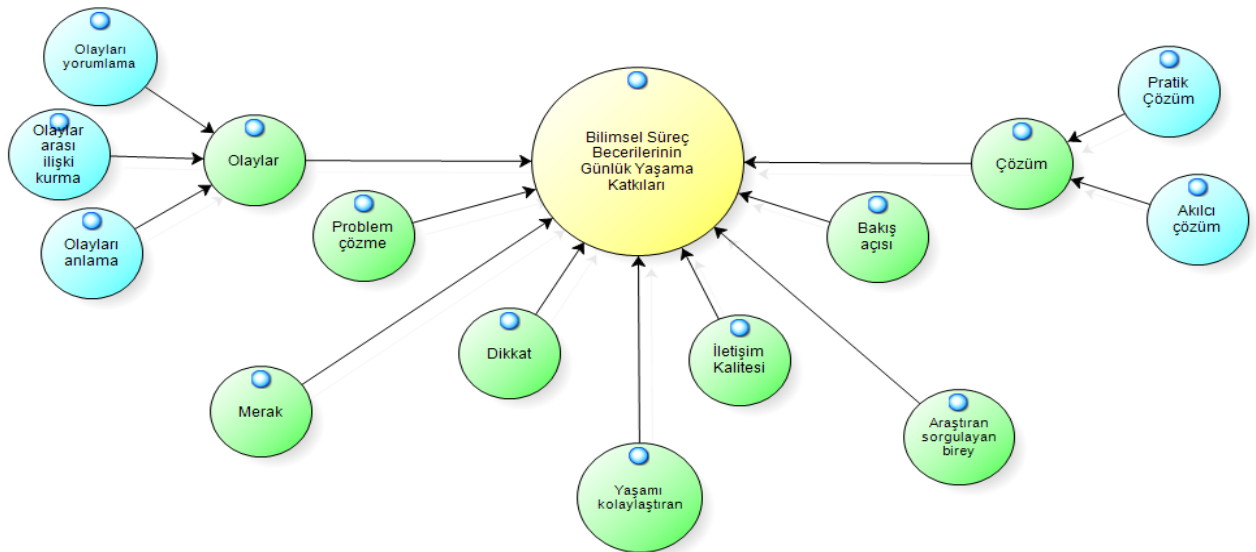 Olayları
yorumlama
Olaylar
arası
ilişki
kurma
Olayları
anlama
Olaylar
Problem
çözme
Merak
Dikkat
Bilimsel Süreç
Becerilerinin
Günlük Yaşama
Katkıları
Yaşamı
kolaylaştıran
İletişim
Kalitesi
Araştıran
sorgulayan
birey
Bakış
açısı
Çözüm
Pratik
Çözüm
Akılcı
çözüm